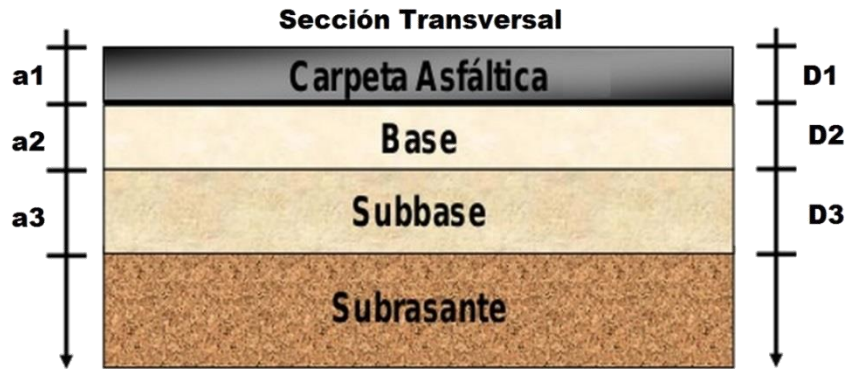 Sección Transversal
a1 Carpeta Asfáltica D1
a2 Base D2
a3 Subbase D3
Subrasante